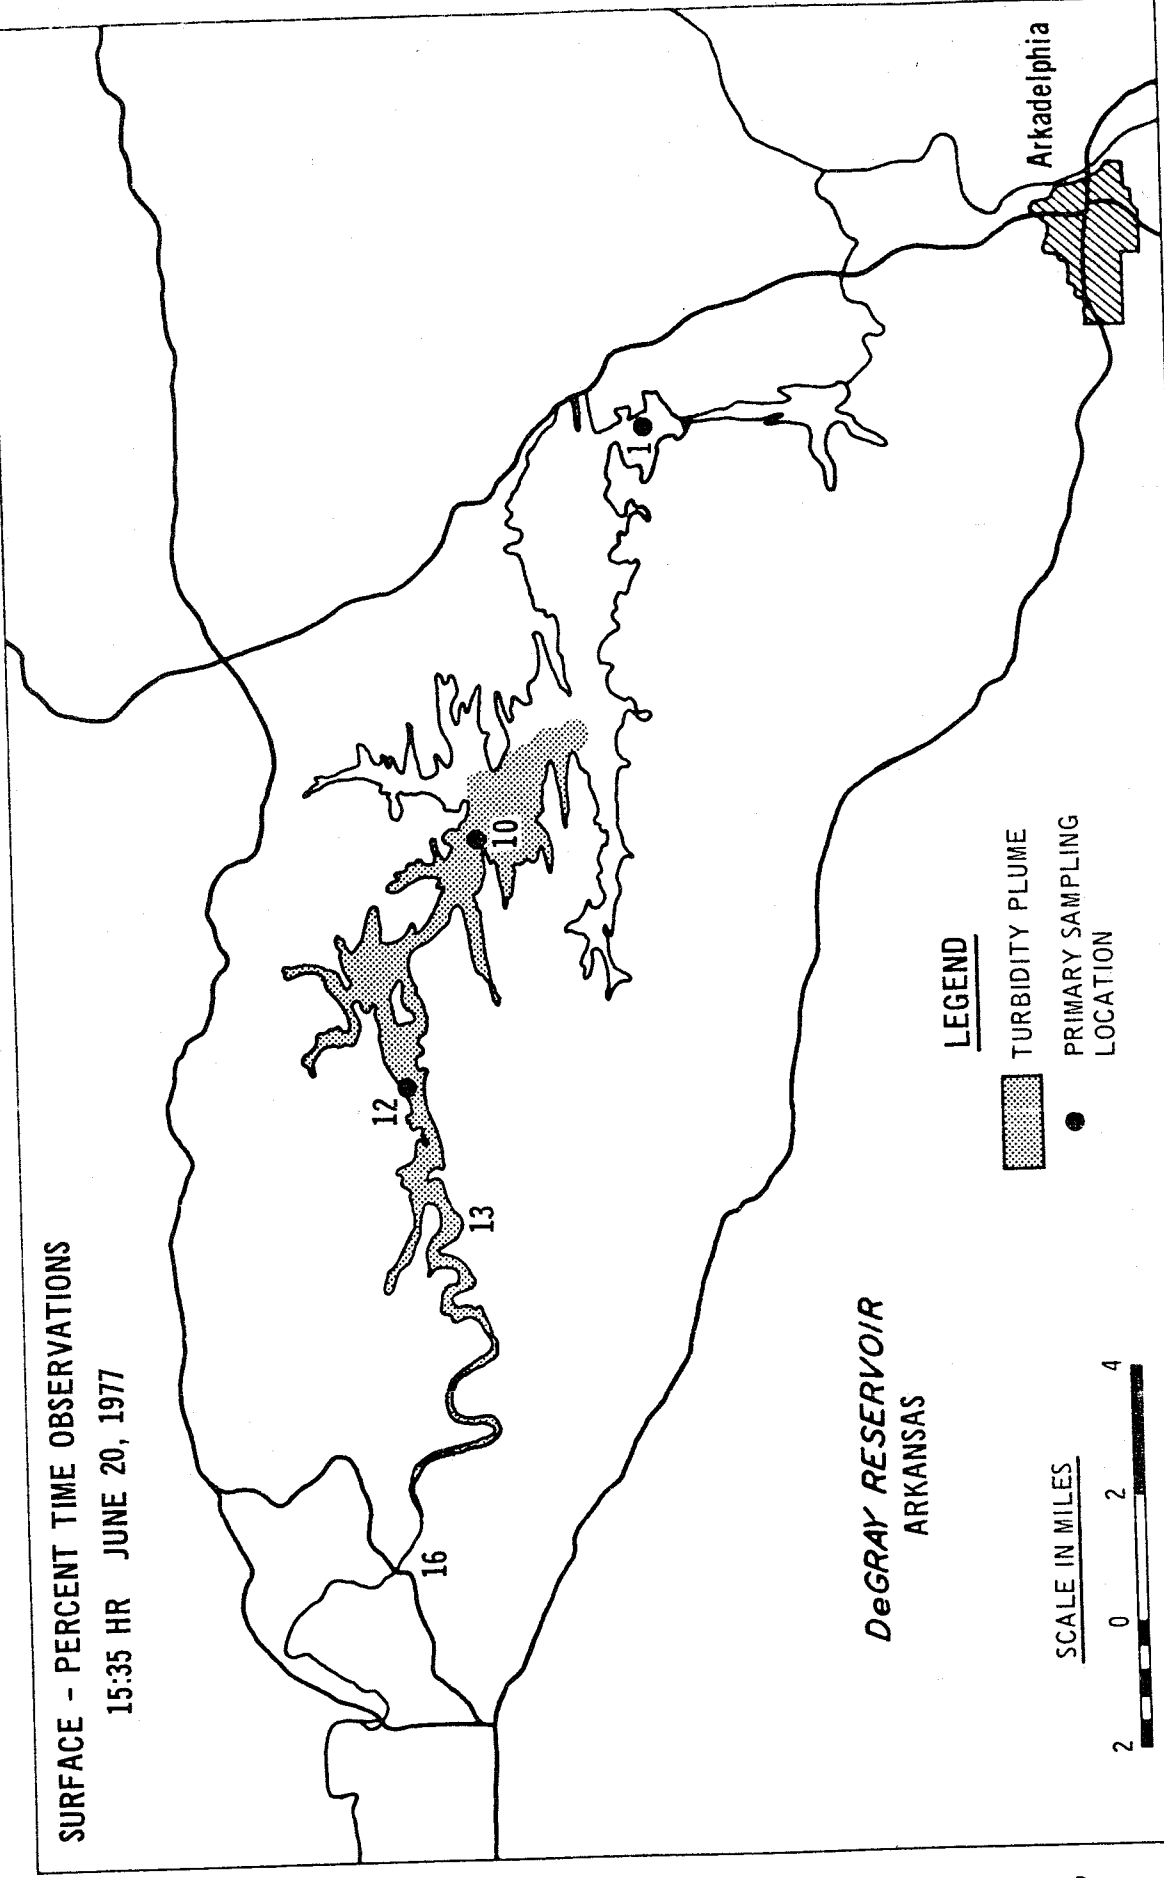 SURFACE - PERCENT TIME OBSERVATIONS
15:35 HR JUNE 20, 1977
Arkadelphia
1
10
12
13
16
LEGEND
TURBIDITY PLUME
PRIMARY SAMPLING
LOCATION
DeGRAY RESERVOIR
ARKANSAS
SCALE IN MILES
2 0 2 4